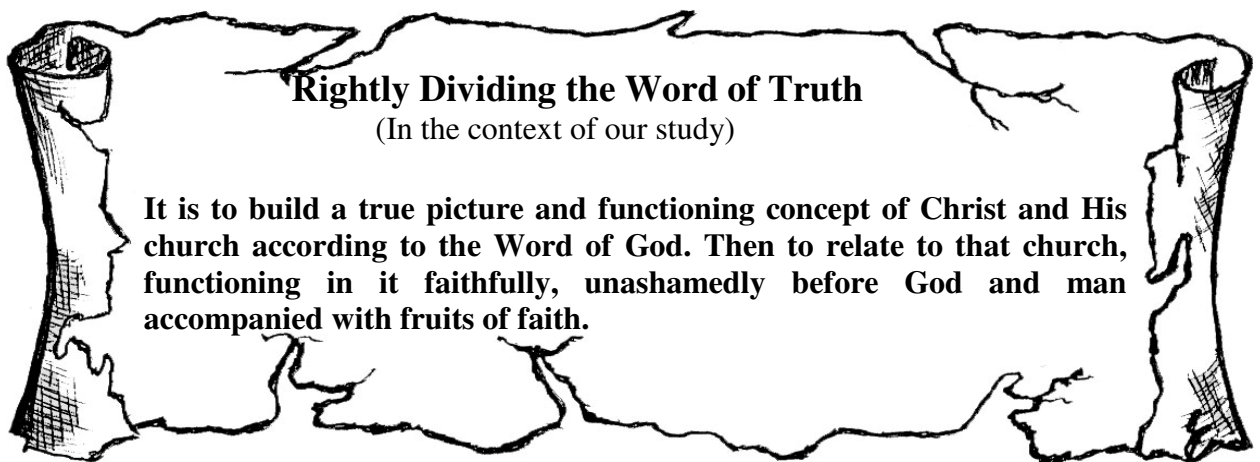 Rightly Dividing the Word of Truth
(In the context of our study)
It is to build a true picture and functioning concept of Christ and His
church according to the Word of God. Then to relate to that church,
functioning in it faithfully, unashamedly before God and man
accompanied with fruits of faith.